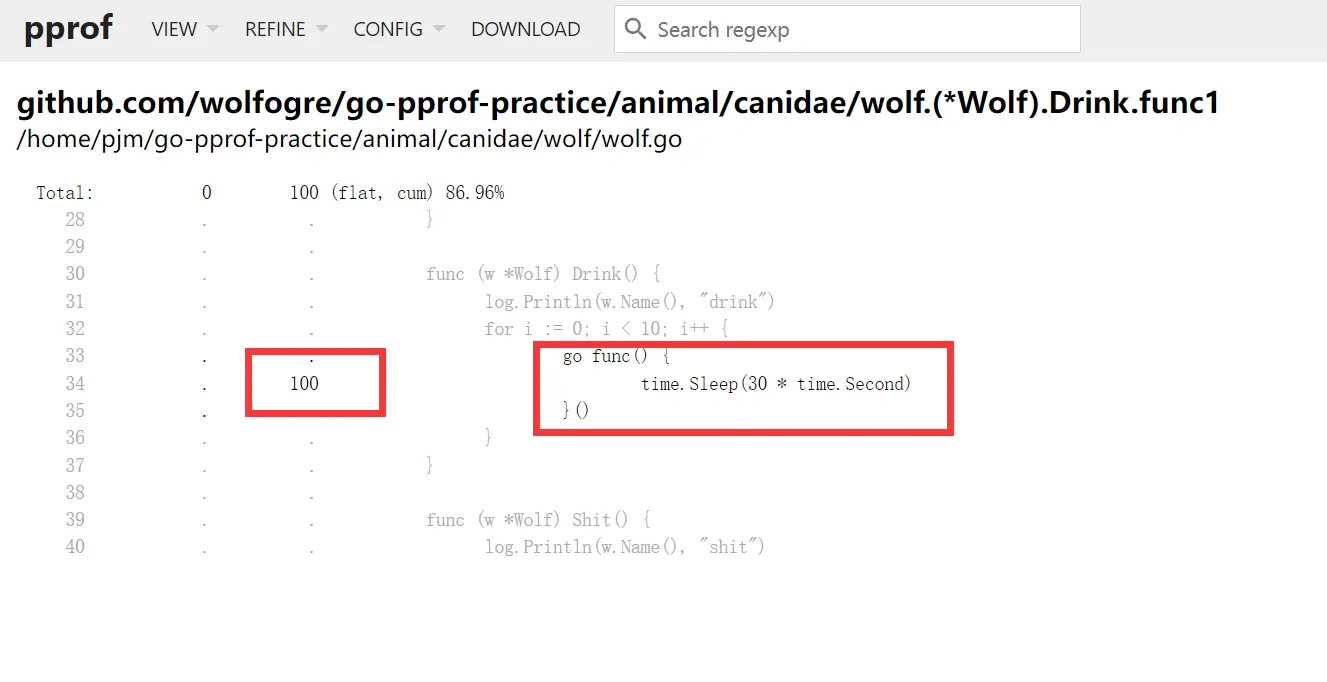 pprof VIEW REFINE CONFIG DOWNLOAD Search regexp
github.com/wolfogre/go-pprof-practice/animal/canidae/wolf.(*Wolf).Drink.func1
/home/pjm/go-pprof-practice/animal/canidae/wolf/wolf.go
Total: 0 100 (flat, cum) 86.96%
28 . . }
29 . .
30 . . func (w *Wolf) Drink() {
31 . . log.Println(w.Name(), "drink")
32 . . for i := 0; i < 10; i++ {
33 . . go func() {
34 . 100 time.Sleep(30 * time.Second)
35 . }()
36 . . }
37 . . }
38 . .
39 . . func (w *Wolf) Shit() {
40 . . log.Println(w.Name(), "shit")